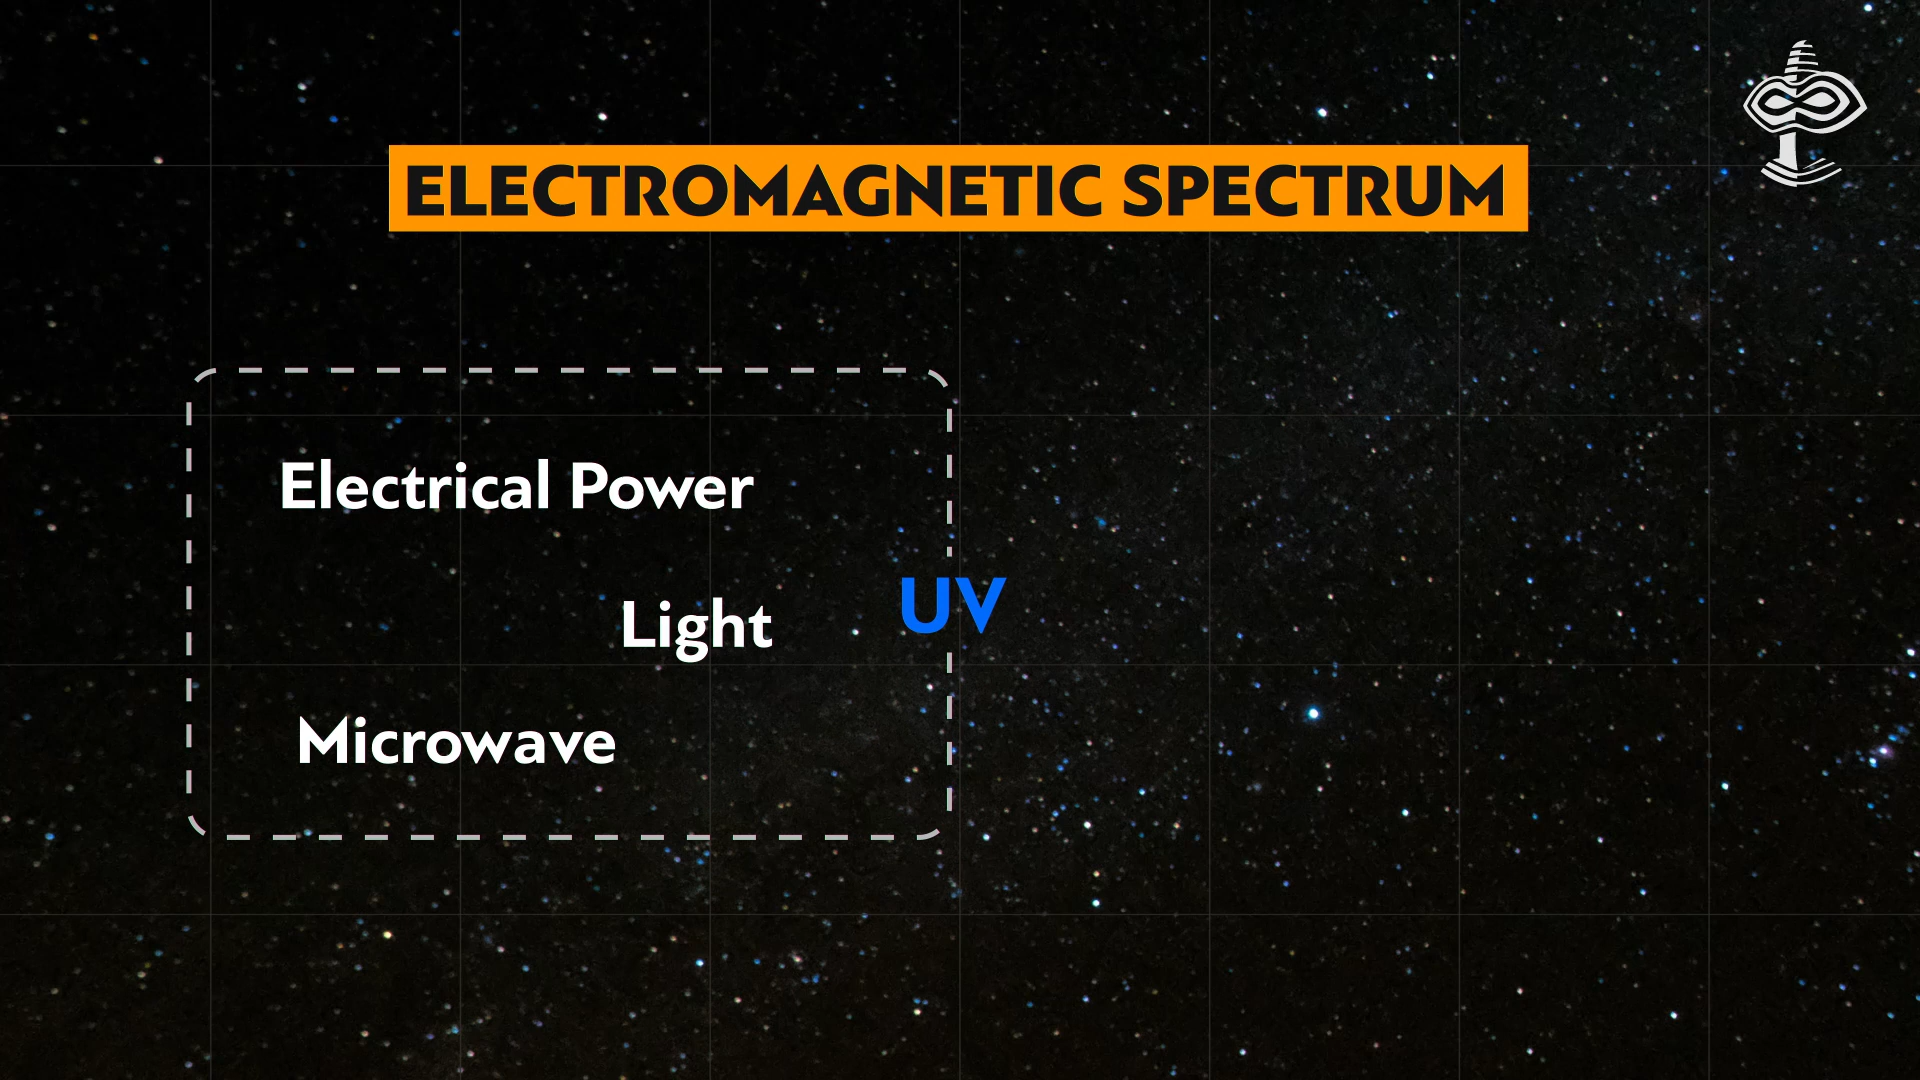 ELECTROMAGNETIC SPECTRUM
Electrical Power
Light
UV
Microwave